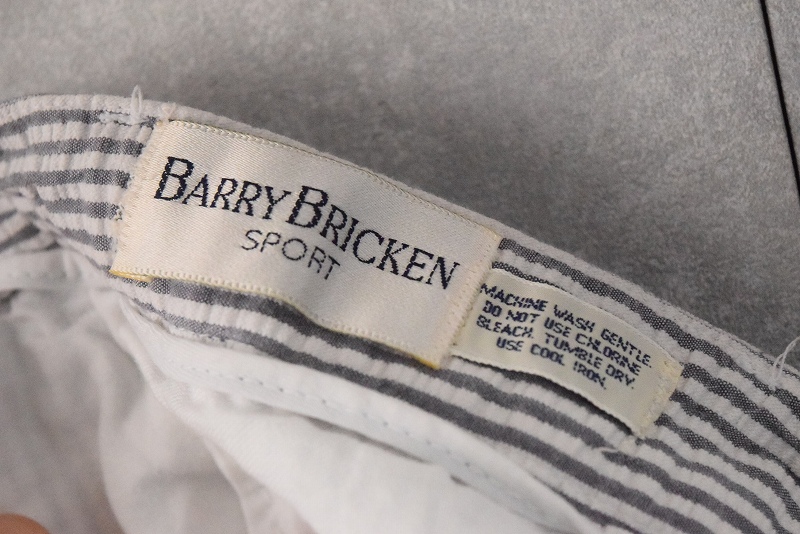 BARRY BRICKEN
SPORT
MACHINE WASH GENTLE.
DO NOT USE CHLORINE
BLEACH. TUMBLE DRY.
USE COOL IRON.